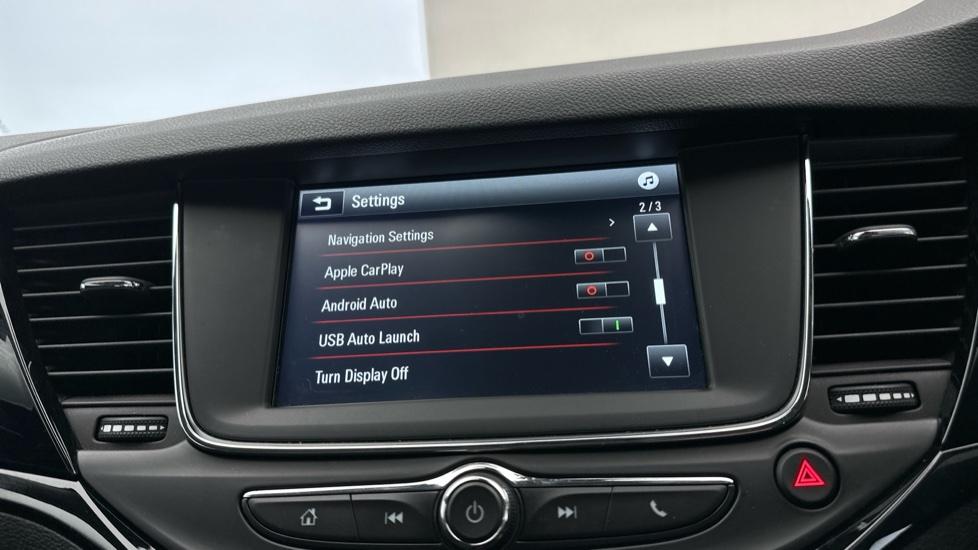 Settings
2/3
Navigation Settings
Apple CarPlay
Android Auto
USB Auto Launch
Turn Display Off